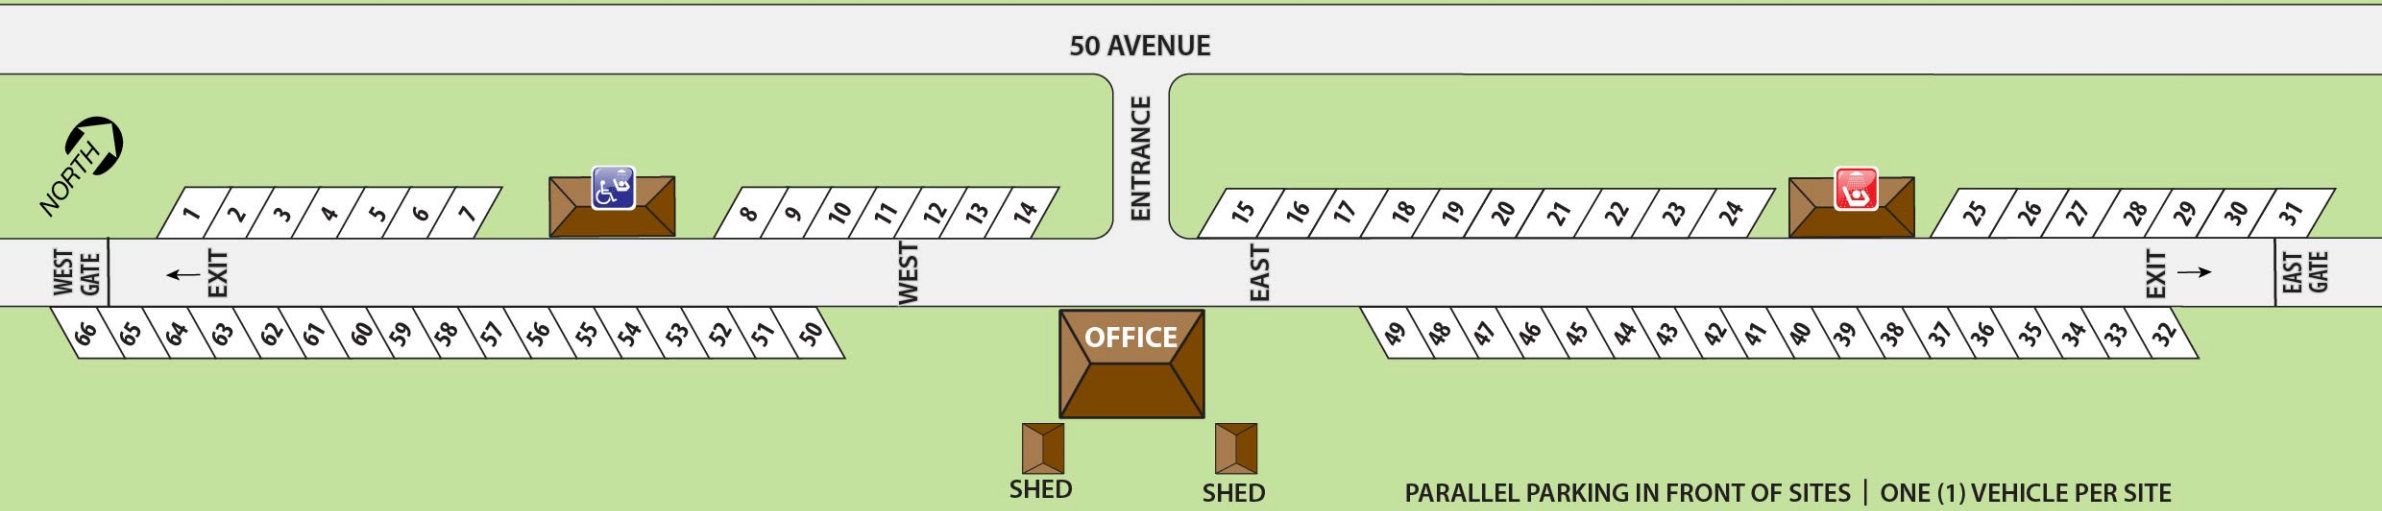 50 AVENUE
ENTRANCE
NORTH
1 2 3 4 5 6 7
8 9 10 11 12 13 14
15 16 17 18 19 20 21 22 23 24
25 26 27 28 29 30 31
WEST
GATE
EXIT
WEST
EAST
EXIT
EAST
GATE
66 65 64 63 62 61 60 59 58 57 56 55 54 53 52 51 50
OFFICE
49 48 47 46 45 44 43 42 41 40 39 38 37 36 35 34 33 32
SHED
SHED
PARALLEL PARKING IN FRONT OF SITES | ONE (1) VEHICLE PER SITE